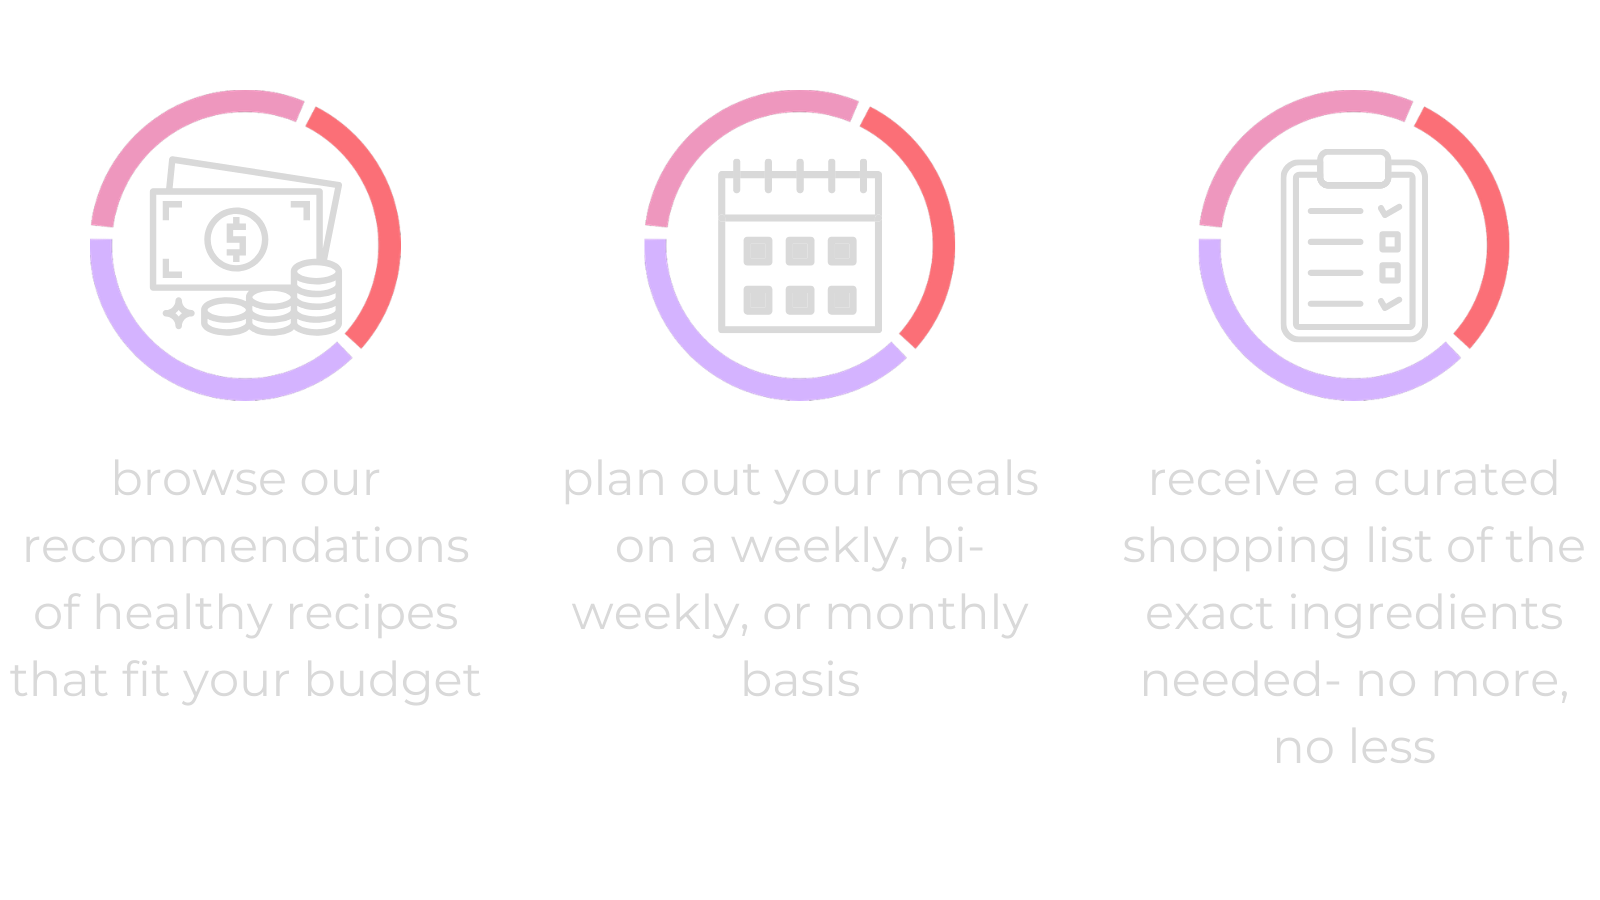 browse our
recommendations
of healthy recipes
that fit your budget
plan out your meals
on a weekly, bi-
weekly, or monthly
basis
receive a curated
shopping list of the
exact ingredients
needed- no more,
no less